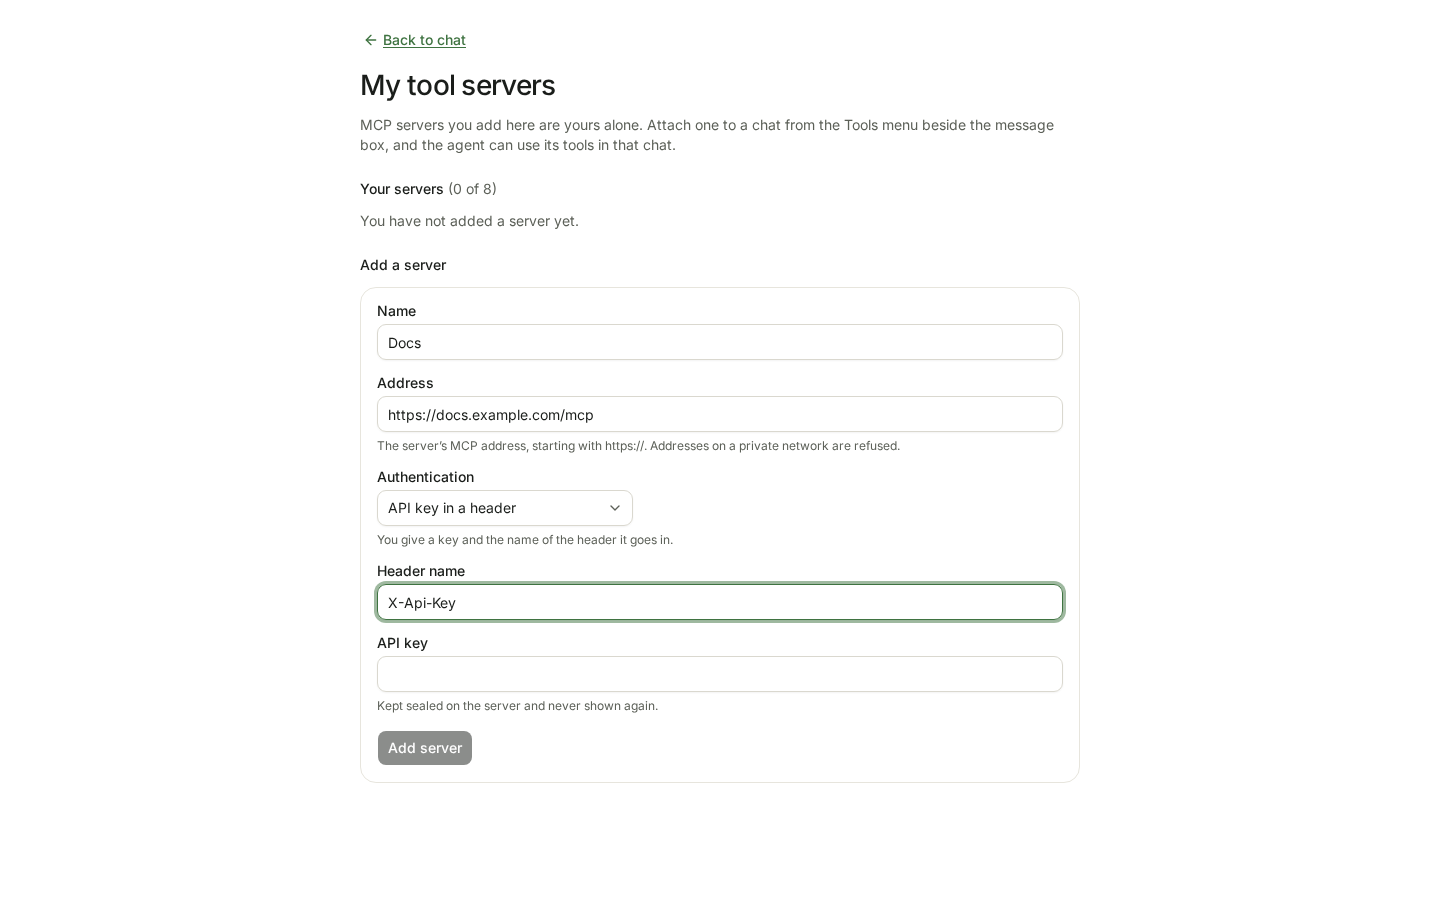 Back to chat
My tool servers
MCP servers you add here are yours alone. Attach one to a chat from the Tools menu beside the message
box, and the agent can use its tools in that chat.
Your servers (0 of 8)
You have not added a server yet.
Add a server
Name
Docs
Address
https://docs.example.com/mcp
The server’s MCP address, starting with https://. Addresses on a private network are refused.
Authentication
API key in a header
You give a key and the name of the header it goes in.
Header name
X-Api-Key
API key
Kept sealed on the server and never shown again.
Add server